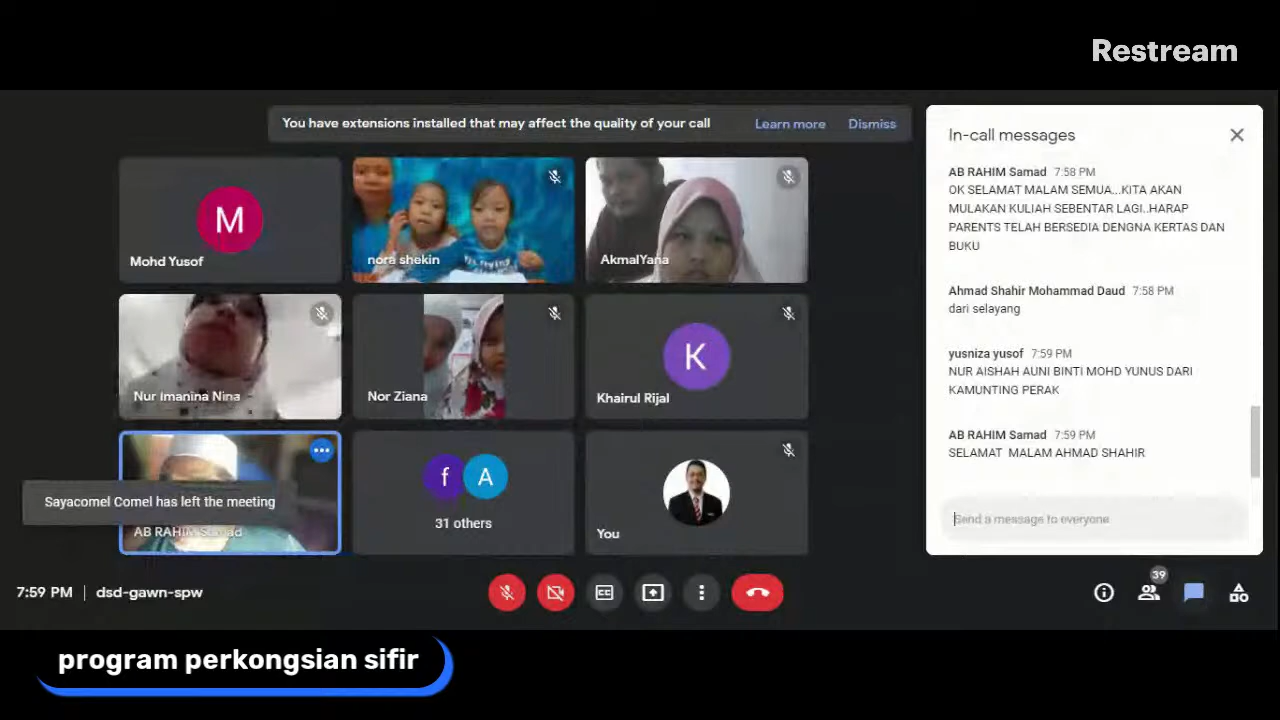 Restream
You have extensions installed that may affect the quality of your call
Learn more
Dismiss
M
Mohd Yusof
nora shekin
AkmalYana
Nur Imanina Nina
Nor Ziana
K
Khairul Rijal
Sayacomel Comel has left the meeting
AB RAHIM Samad
f
A
31 others
You
In-call messages
AB RAHIM Samad 7:58 PM
OK SELAMAT MALAM SEMUA...KITA AKAN
MULAKAN KULIAH SEBENTAR LAGI..HARAP
PARENTS TELAH BERSEDIA DENGNA KERTAS DAN
BUKU
Ahmad Shahir Mohammad Daud 7:58 PM
dari selayang
yusniza yusof 7:59 PM
NUR AISHAH AUNI BINTI MOHD YUNUS DARI
KAMUNTING PERAK
AB RAHIM Samad 7:59 PM
SELAMAT MALAM AHMAD SHAHIR
Send a message to everyone
7:59 PM | dsd-gawn-spw
39
program perkongsian sifir